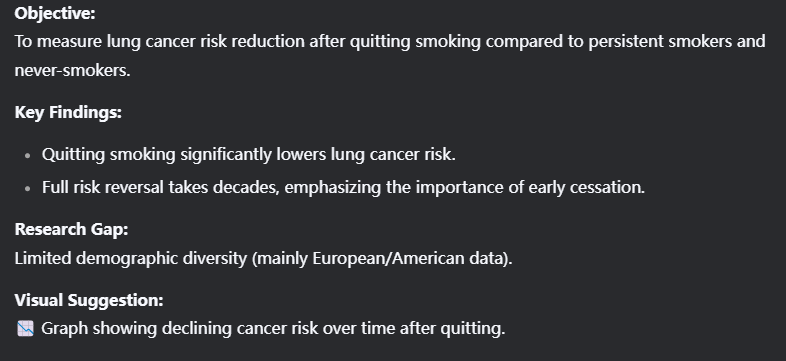 Objective:
To measure lung cancer risk reduction after quitting smoking compared to persistent smokers and
never-smokers.
Key Findings:
• Quitting smoking significantly lowers lung cancer risk.
• Full risk reversal takes decades, emphasizing the importance of early cessation.
Research Gap:
Limited demographic diversity (mainly European/American data).
Visual Suggestion:
📉 Graph showing declining cancer risk over time after quitting.